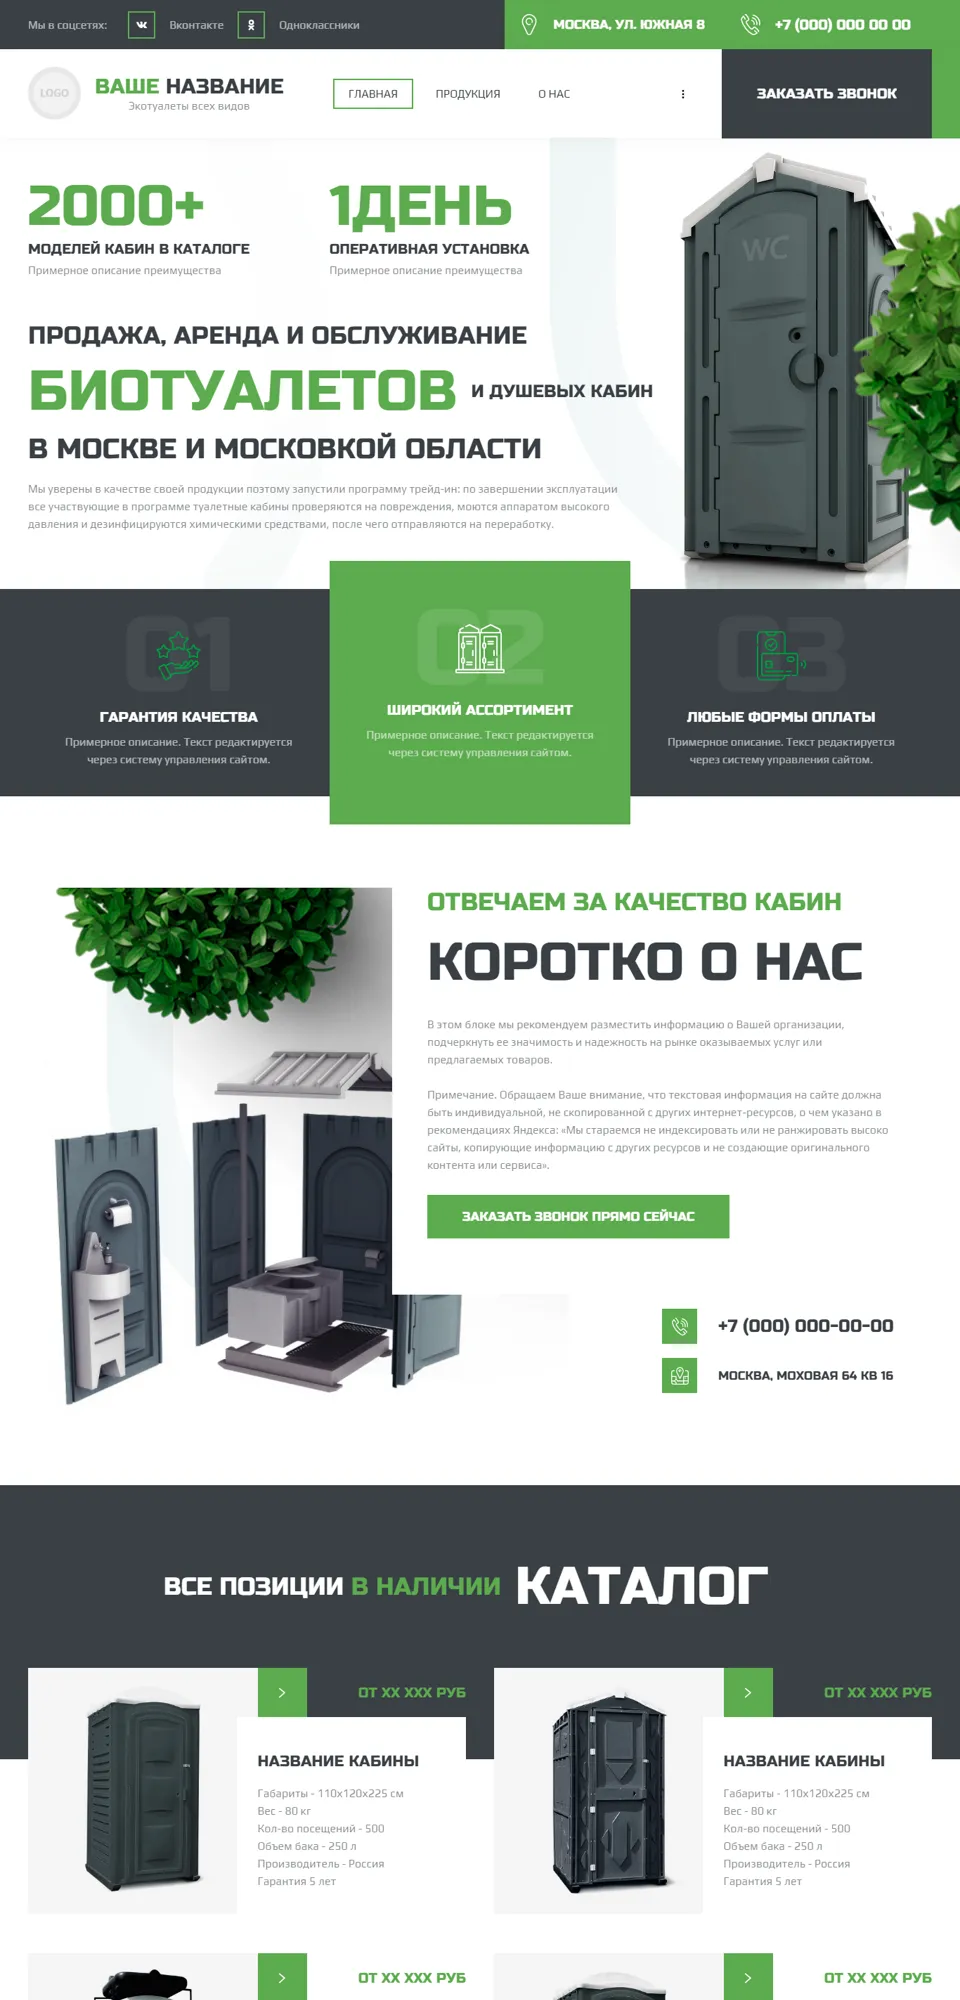 Мы в соцсетях: Вконтакте Одноклассники
МОСКВА, УЛ. ЮЖНАЯ 8
+7 (000) 000 00 00
LOGO
ВАШЕ НАЗВАНИЕ
Экотуалеты всех видов
ГЛАВНАЯ ПРОДУКЦИЯ О НАС
ЗАКАЗАТЬ ЗВОНОК
2000+
МОДЕЛЕЙ КАБИН В КАТАЛОГЕ
Примерное описание преимущества
1ДЕНЬ
ОПЕРАТИВНАЯ УСТАНОВКА
Примерное описание преимущества
WC
ПРОДАЖА, АРЕНДА И ОБСЛУЖИВАНИЕ
БИОТУАЛЕТОВ И ДУШЕВЫХ КАБИН
В МОСКВЕ И МОСКОВКОЙ ОБЛАСТИ
Мы уверены в качестве своей продукции поэтому запустили программу трейд-ин: по завершении эксплуатации
все участвующие в программе туалетные кабины проверяются на повреждения, моются аппаратом высокого
давления и дезинфицируются химическими средствами, после чего отправляются на переработку.
01
ГАРАНТИЯ КАЧЕСТВА
Примерное описание. Текст редактируется
через систему управления сайтом.
02
ШИРОКИЙ АССОРТИМЕНТ
Примерное описание. Текст редактируется
через систему управления сайтом.
03
ЛЮБЫЕ ФОРМЫ ОПЛАТЫ
Примерное описание. Текст редактируется
через систему управления сайтом.
ОТВЕЧАЕМ ЗА КАЧЕСТВО КАБИН
КОРОТКО О НАС
В этом блоке мы рекомендуем разместить информацию о Вашей организации,
подчеркнуть ее значимость и надежность на рынке оказываемых услуг или
предлагаемых товаров.
Примечание. Обращаем Ваше внимание, что текстовая информация на сайте должна
быть индивидуальной, не скопированной с других интернет-ресурсов, о чем указано в
рекомендациях Яндекса: «Мы стараемся не индексировать или не ранжировать высоко
сайты, копирующие информацию с других ресурсов и не создающие оригинального
контента или сервиса».
ЗАКАЗАТЬ ЗВОНОК ПРЯМО СЕЙЧАС
+7 (000) 000-00-00
МОСКВА, МОХОВАЯ 64 КВ 16
ВСЕ ПОЗИЦИИ В НАЛИЧИИ КАТАЛОГ
ОТ XX XXX РУБ
НАЗВАНИЕ КАБИНЫ
Габариты - 110х120х225 см
Вес - 80 кг
Кол-во посещений - 500
Объем бака - 250 л
Производитель - Россия
Гарантия 5 лет
ОТ XX XXX РУБ
НАЗВАНИЕ КАБИНЫ
Габариты - 110х120х225 см
Вес - 80 кг
Кол-во посещений - 500
Объем бака - 250 л
Производитель - Россия
Гарантия 5 лет
ОТ XX XXX РУБ
ОТ XX XXX РУБ